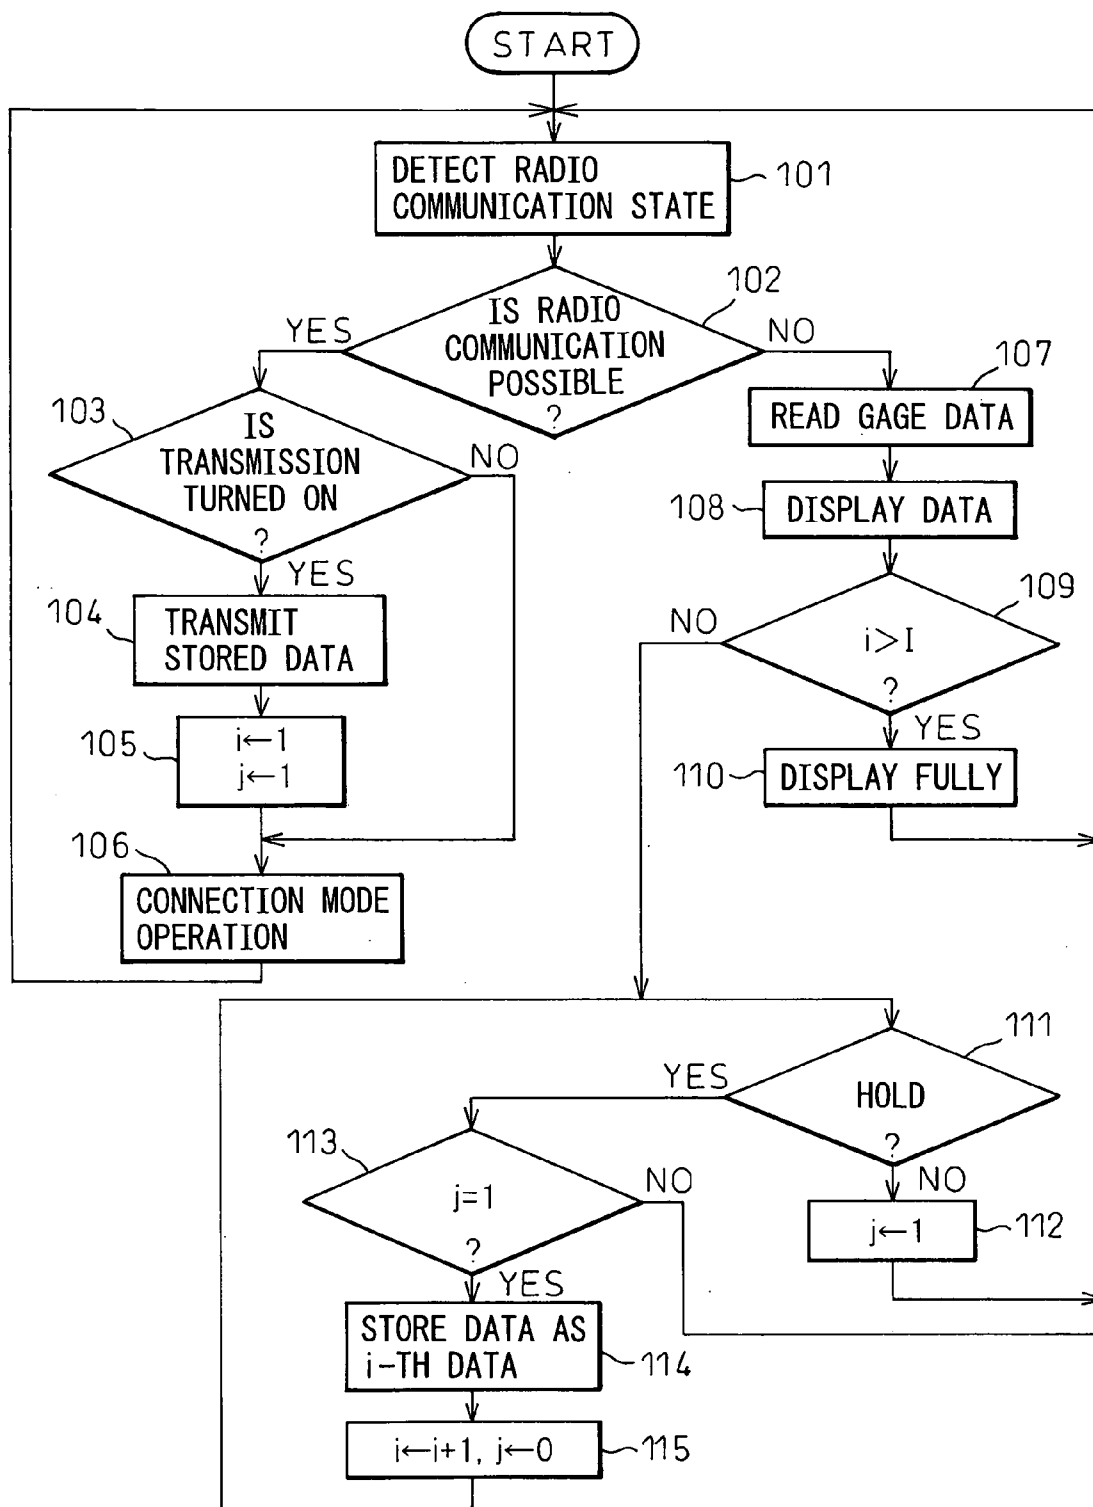 START
DETECT RADIO
COMMUNICATION STATE
101
102
IS RADIO
COMMUNICATION
POSSIBLE
?
YES
NO
103
IS
TRANSMISSION
TURNED ON
?
NO
YES
107
READ GAGE DATA
108
DISPLAY DATA
109
NO
i>I
?
YES
104
TRANSMIT
STORED DATA
105
i←1
j←1
110
DISPLAY FULLY
106
CONNECTION MODE
OPERATION
111
YES
HOLD
?
NO
113
j=1
?
NO
YES
j←1
112
STORE DATA AS
i-TH DATA
114
i←i+1, j←0
115